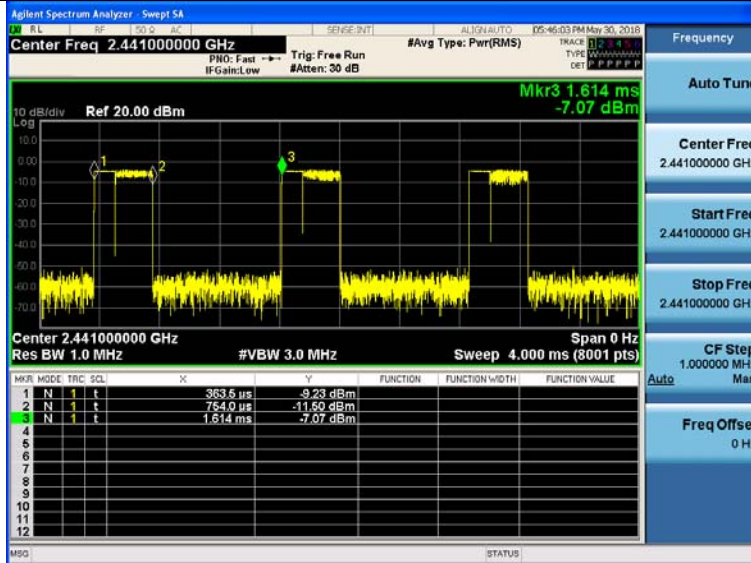 Agilent Spectrum Analyzer - Swept SA
RL RF 50 Ω AC SENSE:INT ALIGNAUTO 05:46:03 PM May 30, 2018
Center Freq 2.441000000 GHz #Avg Type: Pwr(RMS) TRACE 1 2 3 4 5 6
PNO: Fast Trig: Free Run TYPE WWWWWW
IFGain:Low #Atten: 30 dB DET P P P P P P
Mkr3 1.614 ms
-7.07 dBm
10 dB/div Ref 20.00 dBm
Log
10.0
0.00
-10.0
-20.0
-30.0
-40.0
-50.0
-60.0
-70.0
1
2
3
Center 2.441000000 GHz Span 0 Hz
Res BW 1.0 MHz #VBW 3.0 MHz Sweep 4.000 ms (8001 pts)
MKR MODE TRC SCL X Y FUNCTION FUNCTION WIDTH FUNCTION VALUE
1 N 1 t 363.5 µs -9.23 dBm
2 N 1 t 754.0 µs -11.50 dBm
3 N 1 t 1.614 ms -7.07 dBm
4
5
6
7
8
9
10
11
12
MSG STATUS
Frequency
Auto Tun
Center Fre
2.441000000 GH
Start Fre
2.441000000 GH
Stop Fre
2.441000000 GH
CF Ste
1.000000 MH
Auto Ma
Freq Offse
0 H